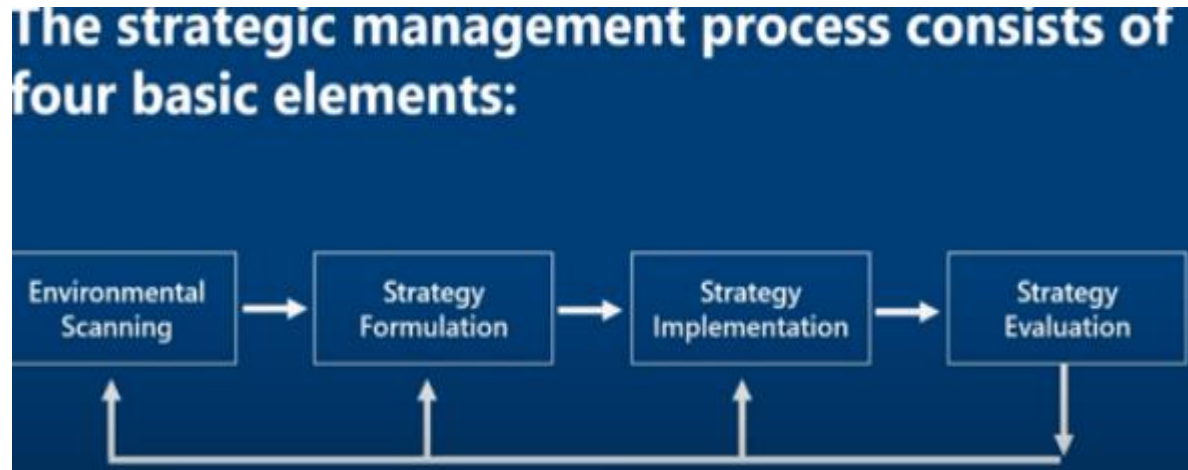 The strategic management process consists of
four basic elements:
Environmental
Scanning
Strategy
Formulation
Strategy
Implementation
Strategy
Evaluation